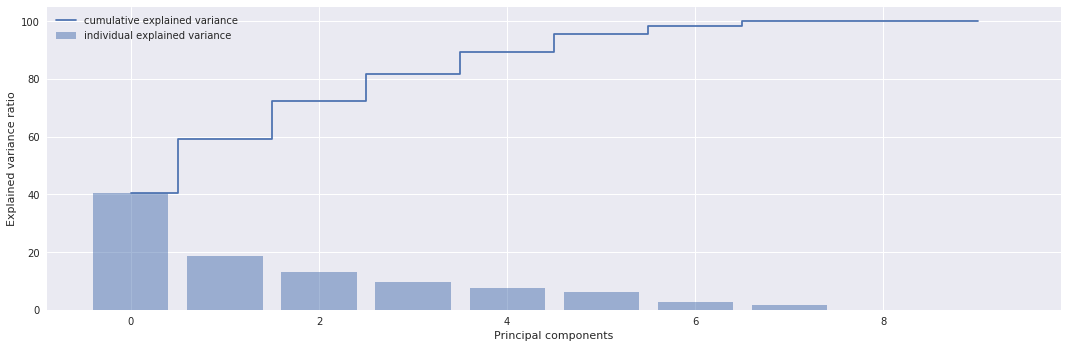 cumulative explained variance
individual explained variance
Explained variance ratio
100
80
60
40
20
0
0 2 4 6 8
Principal components